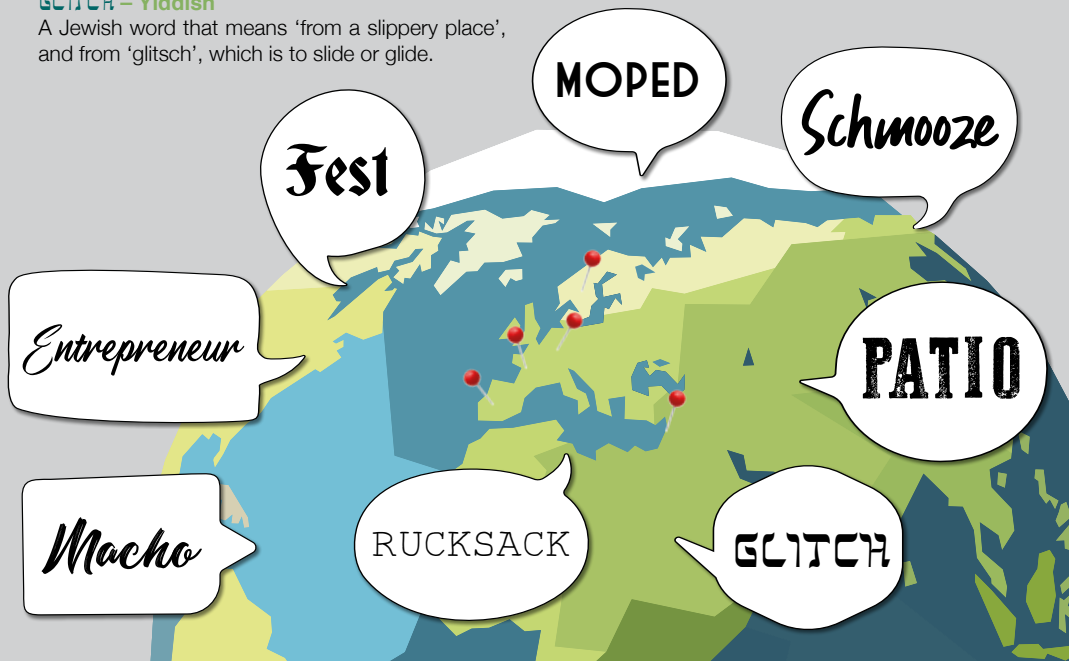 GLITCH – Yiddish
A Jewish word that means ‘from a slippery place’,
and from ‘glitsch’, which is to slide or glide.
MOPED
Schmooze
Fest
Entrepreneur
PATIO
Macho
RUCKSACK
GLITCH